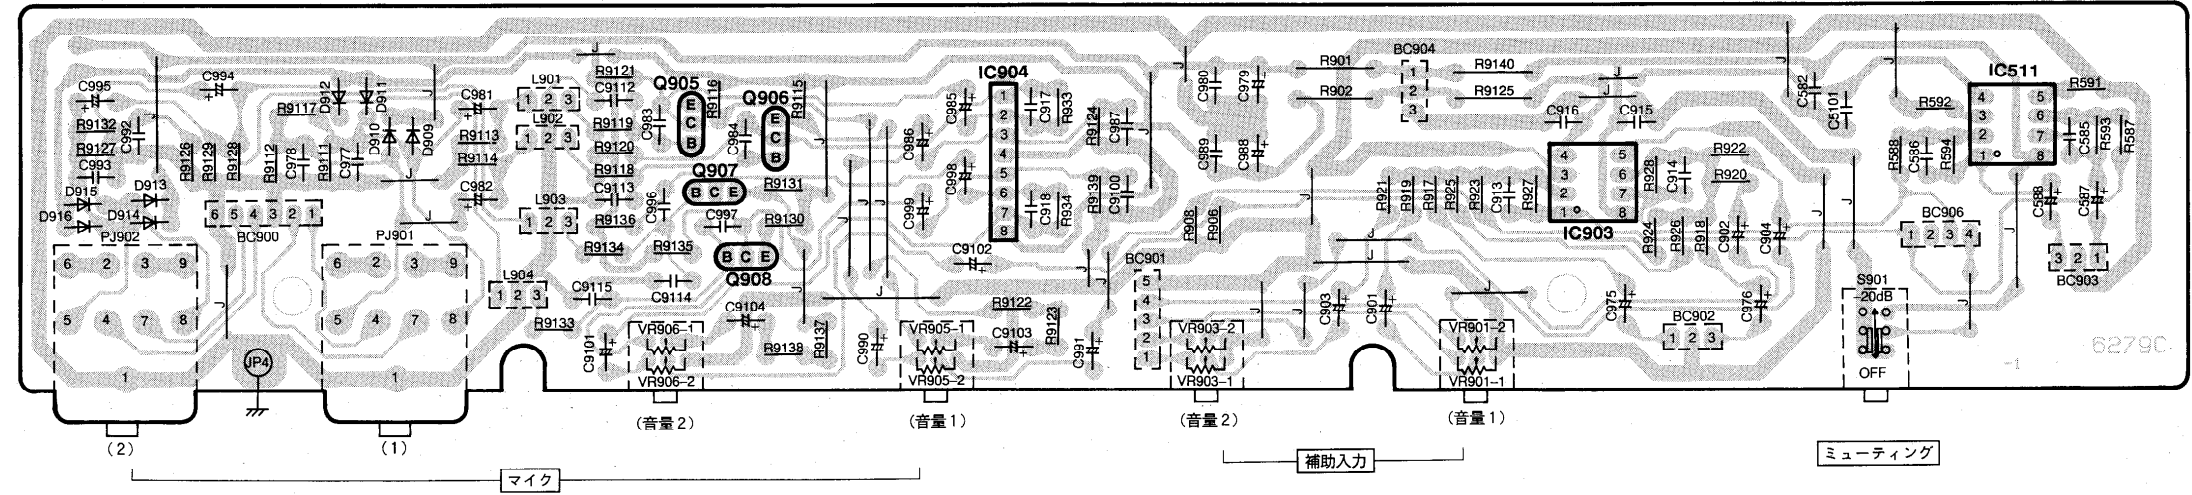 C995
C994
D912
D911
C981
L901
1 2 3
R9121
C9112
Q905
R9116
Q906
R9115
C985
IC904
C917
R933
C980
C979
R901
BC904
R9140
C582
C5101
IC511
R591
R9132
C992
R9117
D910
D909
R9113
L902
1 2 3
R9119
C983
E C B
C984
E C B
C986
1
2
3
4
5
6
7
8
R9124
C987
R902
1
2
3
R9125
C916
C915
R592
4 5
3 6
2 7
1 8
C585
R593
R587
R9127
C993
R9126
R9129
R9128
R9112
C978
R9111
C977
R9114
R9120
R9118
Q907
B C E
R9131
C998
C989
C988
R922
R920
R588
C586
R594
D915
D913
D916
D914
C982
L903
1 2 3
C9113
R9136
C996
C997
R9130
C999
C918
R934
R9139
C9100
R908
R906
R921
R919
R917
R925
R923
C913
R927
4 5
3 6
2 7
1 8
IC903
R928
C914
R924
R926
R918
C902
C904
C588
C587
BC906
1 2 3 4
PJ902
6 5 4 3 2 1
BC900
PJ901
R9134
R9135
B C E
Q908
C9102
BC901
5
4
3
2
1
3 2 1
BC903
6 2 3 9
6 2 3 9
L904
1 2 3
C9115
C9114
C9104
R9122
C903
C901
C975
C976
S901
-20dB
OFF
5 4 7 8
5 4 7 8
R9133
C9101
VR906-1
VR906-2
R9138
R9137
C990
VR905-1
VR905-2
C9103
R9123
C991
VR903-2
VR903-1
VR901-2
VR901-1
BC902
1 2 3
6279C
-1
1
JP4
1
J J J J J J J J J J J J J J J J J J J J J J J J J J
(2)
(1)
(音量2)
(音量1)
(音量2)
(音量1)
マイク
補助入力
ミューティング